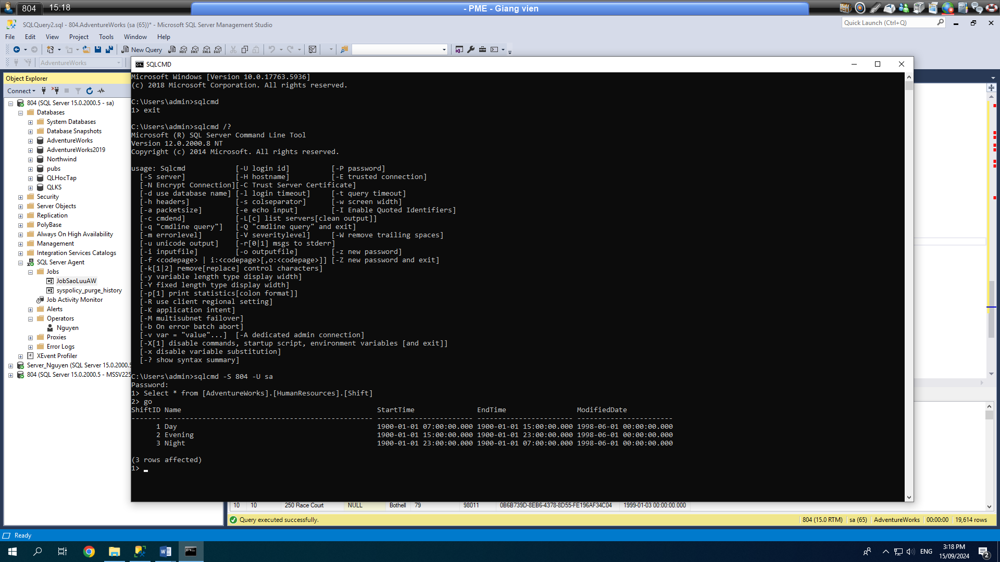 804
15:18
- PME - Giang vien
SQLQuery2.sql - 804.AdventureWorks (sa (65))* - Microsoft SQL Server Management Studio
Quick Launch (Ctrl+Q)
File Edit View Project Tools Window Help
New Query
MDX DMX XMLA DAX
AdventureWorks
Object Explorer
Connect
804 (SQL Server 15.0.2000.5 - sa)
Databases
System Databases
Database Snapshots
AdventureWorks
AdventureWorks2019
Northwind
pubs
QLHocTap
QLKS
Security
Server Objects
Replication
PolyBase
Always On High Availability
Management
Integration Services Catalogs
SQL Server Agent
Jobs
JobSaoLuuAW
syspolicy_purge_history
Job Activity Monitor
Alerts
Operators
Nguyen
Proxies
Error Logs
XEvent Profiler
Server_Nguyen (SQL Server 15.0.2000.5
804 (SQL Server 15.0.2000.5 - MSSV225
SQLCMD
Microsoft Windows [Version 10.0.17763.5936]
(c) 2018 Microsoft Corporation. All rights reserved.
C:\Users\admin>sqlcmd
1> exit
C:\Users\admin>sqlcmd /?
Microsoft (R) SQL Server Command Line Tool
Version 12.0.2000.8 NT
Copyright (c) 2014 Microsoft. All rights reserved.
usage: Sqlcmd [-U login id] [-P password]
[-S server] [-H hostname] [-E trusted connection]
[-N Encrypt Connection][-C Trust Server Certificate]
[-d use database name] [-l login timeout] [-t query timeout]
[-h headers] [-s colseparator] [-w screen width]
[-a packetsize] [-e echo input] [-I Enable Quoted Identifiers]
[-c cmdend] [-L[c] list servers[clean output]]
[-q "cmdline query"] [-Q "cmdline query" and exit]
[-m errorlevel] [-V severitylevel] [-W remove trailing spaces]
[-u unicode output] [-r[0|1] msgs to stderr]
[-i inputfile] [-o outputfile] [-z new password]
[-f <codepage> | i:<codepage>[,o:<codepage>]] [-Z new password and exit]
[-k[1|2] remove[replace] control characters]
[-y variable length type display width]
[-Y fixed length type display width]
[-p[1] print statistics[colon format]]
[-R use client regional setting]
[-K application intent]
[-M multisubnet failover]
[-b On error batch abort]
[-v var = "value"...] [-A dedicated admin connection]
[-X[1] disable commands, startup script, environment variables [and exit]]
[-x disable variable substitution]
[-? show syntax summary]
C:\Users\admin>sqlcmd -S 804 -U sa
Password:
1> Select * from [AdventureWorks].[HumanResources].[Shift]
2> go
ShiftID Name StartTime EndTime ModifiedDate
------- -------------------------------------------------- ----------------------- ----------------------- -----------------------
1 Day 1900-01-01 07:00:00.000 1900-01-01 15:00:00.000 1998-06-01 00:00:00.000
2 Evening 1900-01-01 15:00:00.000 1900-01-01 23:00:00.000 1998-06-01 00:00:00.000
3 Night 1900-01-01 23:00:00.000 1900-01-01 07:00:00.000 1998-06-01 00:00:00.000
(3 rows affected)
1>
10 10 250 Race Court NULL Bothell 79 98011 0B6B739D-8EB6-4378-8D55-FE196AF34C04 1999-01-03 00:00:00.000
Query executed successfully.
804 (15.0 RTM) sa (65) AdventureWorks 00:00:00 19,614 rows
Ready
ENG
3:18 PM
15/09/2024
2